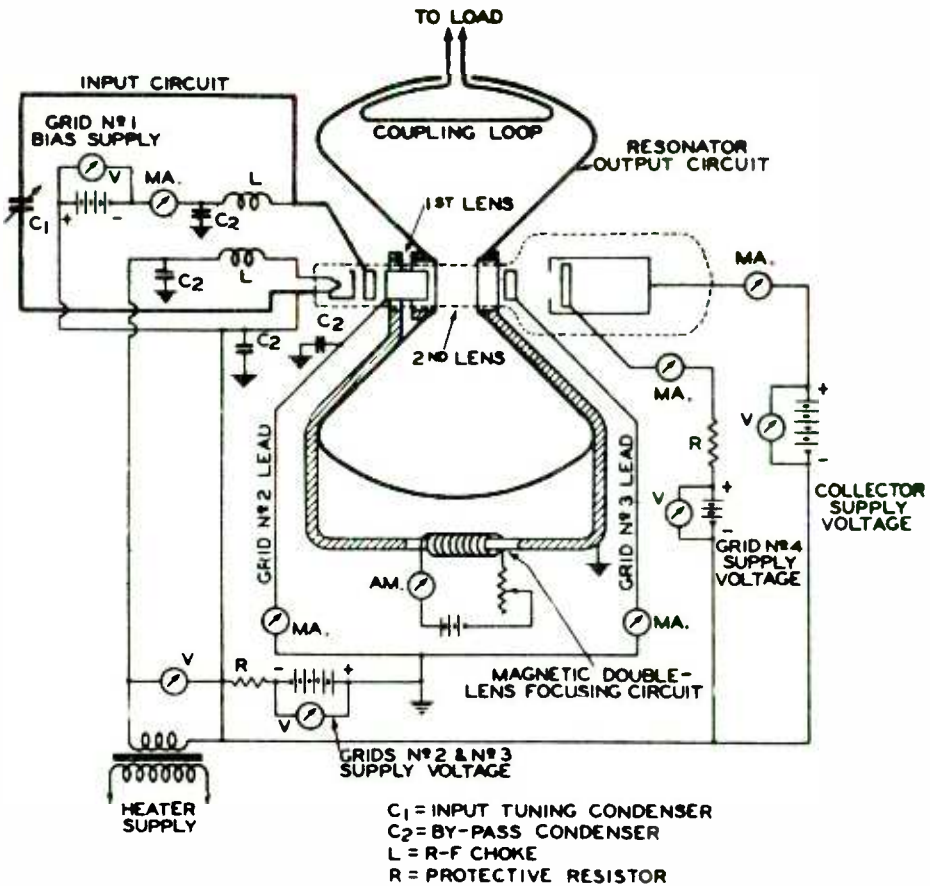 TO LOAD
INPUT CIRCUIT
COUPLING LOOP
GRID Nº1
BIAS SUPPLY
RESONATOR
OUTPUT CIRCUIT
V
MA.
L
C1
+
-
C2
1ST LENS
L
C2
MA.
C2
C2
2ND LENS
MA.
V
+
-
R
COLLECTOR
SUPPLY
VOLTAGE
V
+
-
GRID Nº4
SUPPLY
VOLTAGE
GRID Nº2 LEAD
GRID Nº3 LEAD
AM.
MA.
MA.
MAGNETIC DOUBLE-
LENS FOCUSING CIRCUIT
V
R
-
+
V
GRIDS Nº2 & Nº3
SUPPLY VOLTAGE
HEATER
SUPPLY
C1 = INPUT TUNING CONDENSER
C2 = BY-PASS CONDENSER
L = R-F CHOKE
R = PROTECTIVE RESISTOR